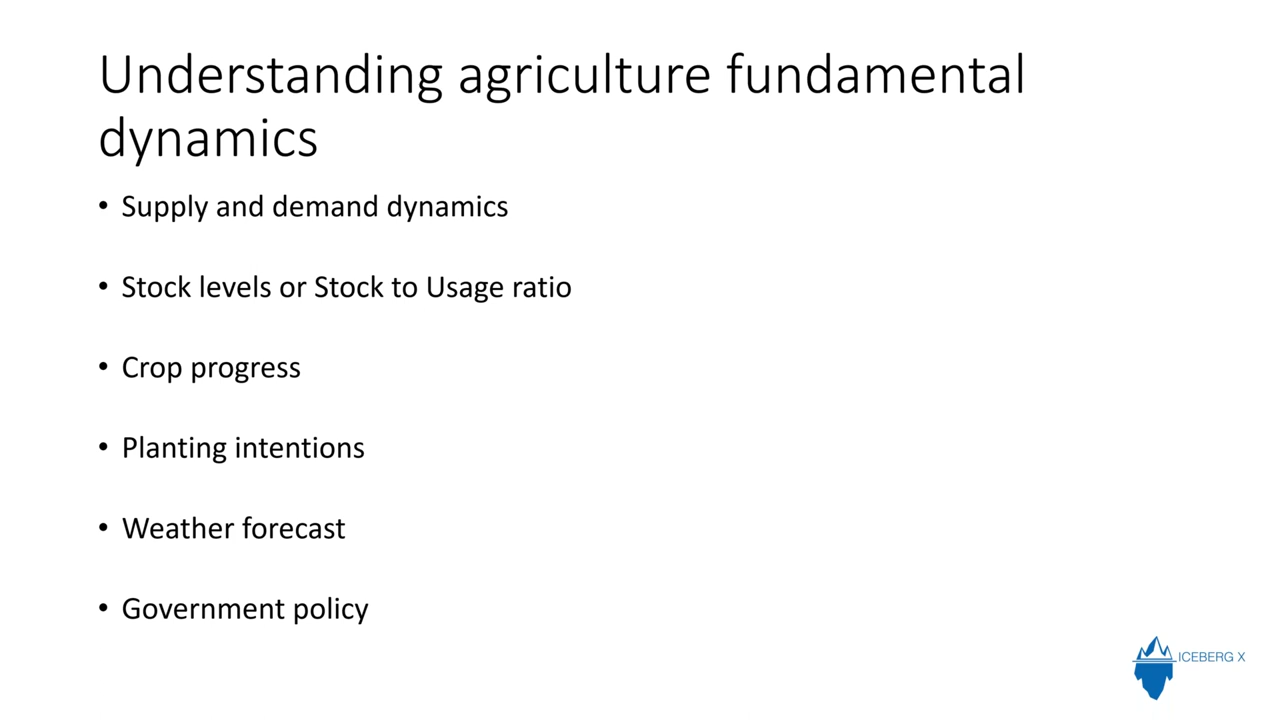 Understanding agriculture fundamental
dynamics
• Supply and demand dynamics
• Stock levels or Stock to Usage ratio
• Crop progress
• Planting intentions
• Weather forecast
• Government policy
ICEBERG X